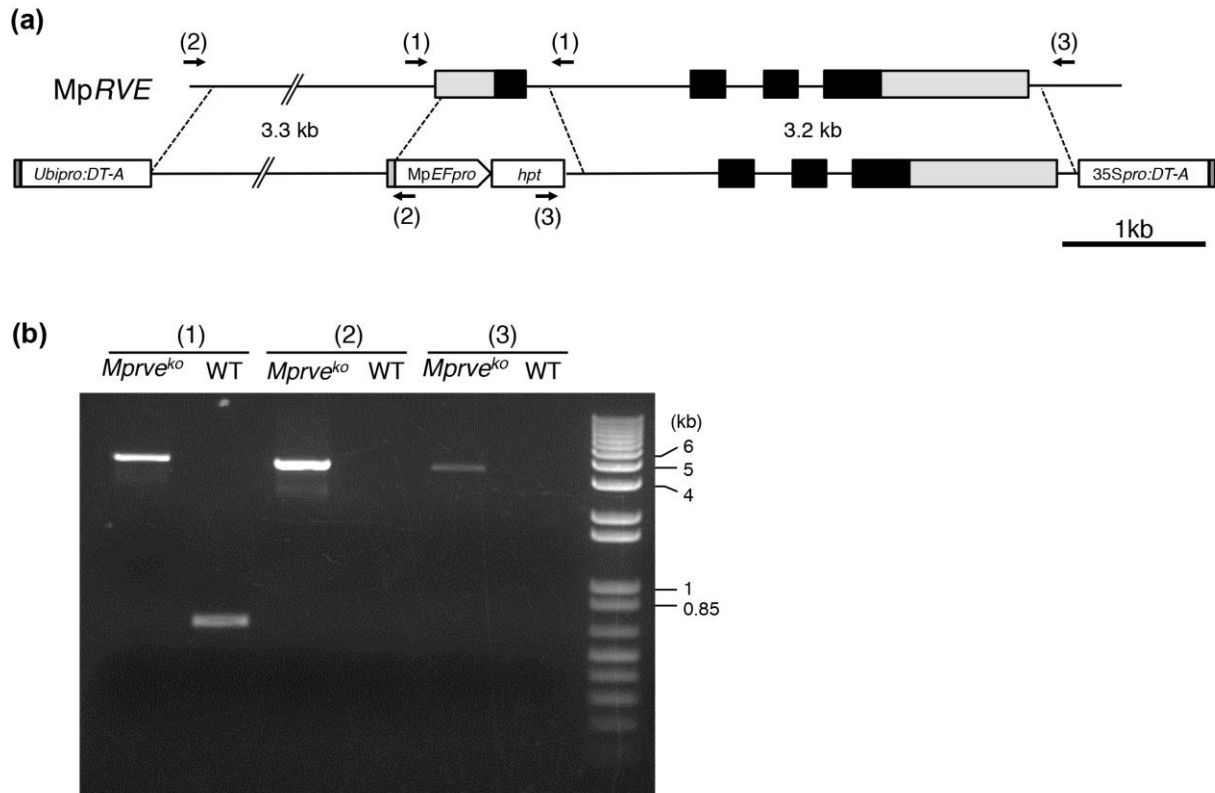 (a)
(2) (1) (1) (3)
MpRVE
3.3 kb 3.2 kb
Ubipro:DT-A MpEFpro hpt 35Spro:DT-A
(2) (3)
1kb
(b)
(1) (2) (3)
Mprveᵏᵒ WT Mprveᵏᵒ WT Mprveᵏᵒ WT
(kb)
6
5
4
1
0.85